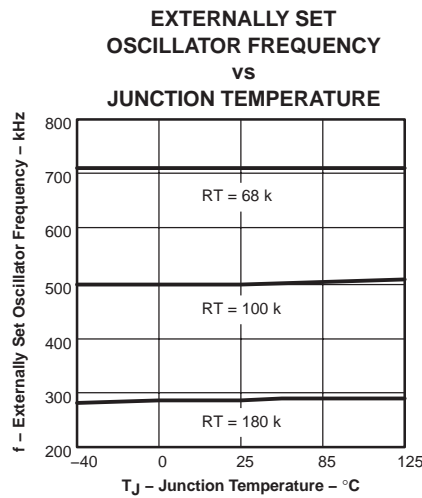 EXTERNALLY SET
OSCILLATOR FREQUENCY
vs
JUNCTION TEMPERATURE
f – Externally Set Oscillator Frequency – kHz
800
700
RT = 68 k
600
500
RT = 100 k
400
300
RT = 180 k
200
–40 0 25 85 125
TJ – Junction Temperature – °C